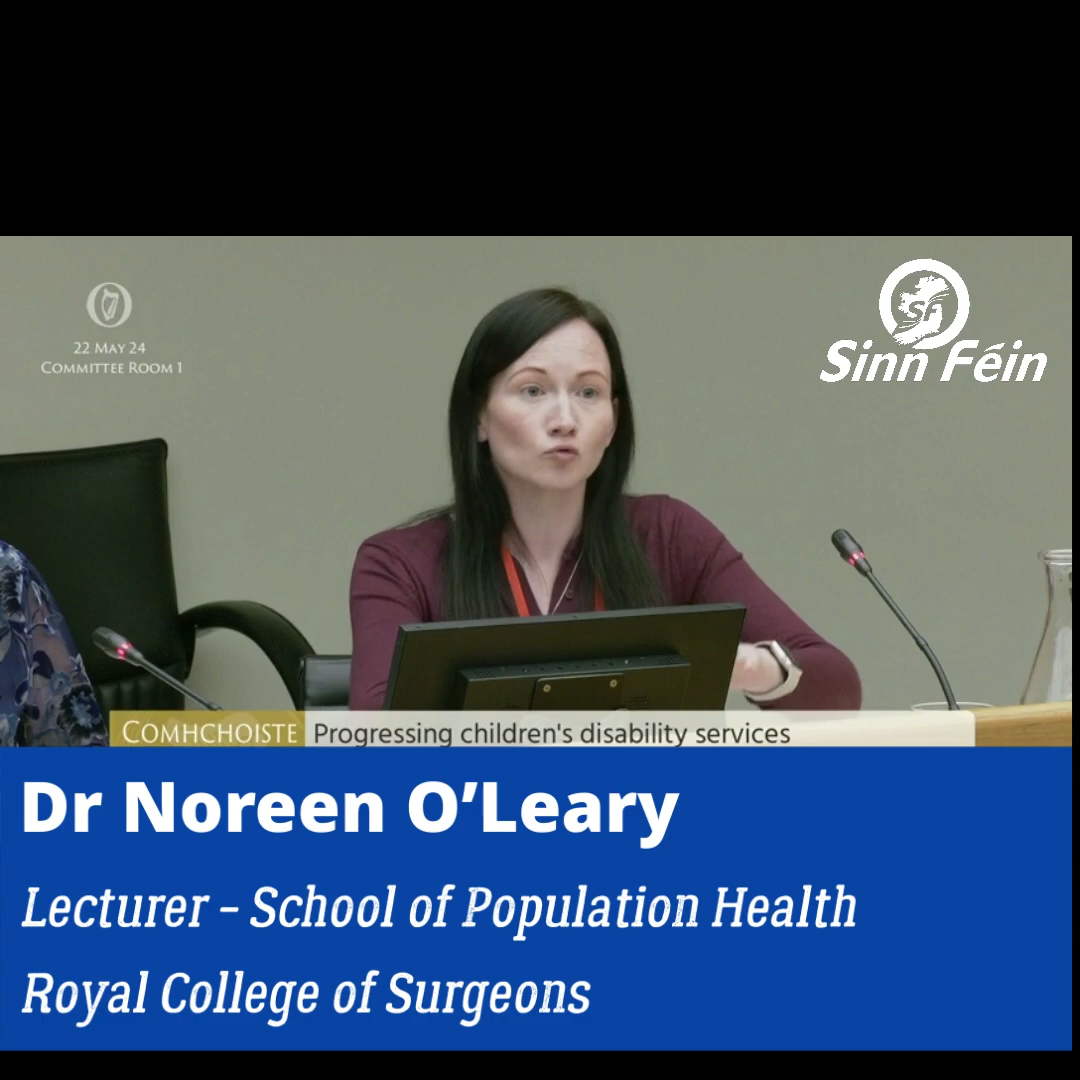 22 May 24
Committee Room 1
SF
Sinn Féin
Comhchoiste Progressing children's disability services
Dr Noreen O'Leary
Lecturer – School of Population Health
Royal College of Surgeons